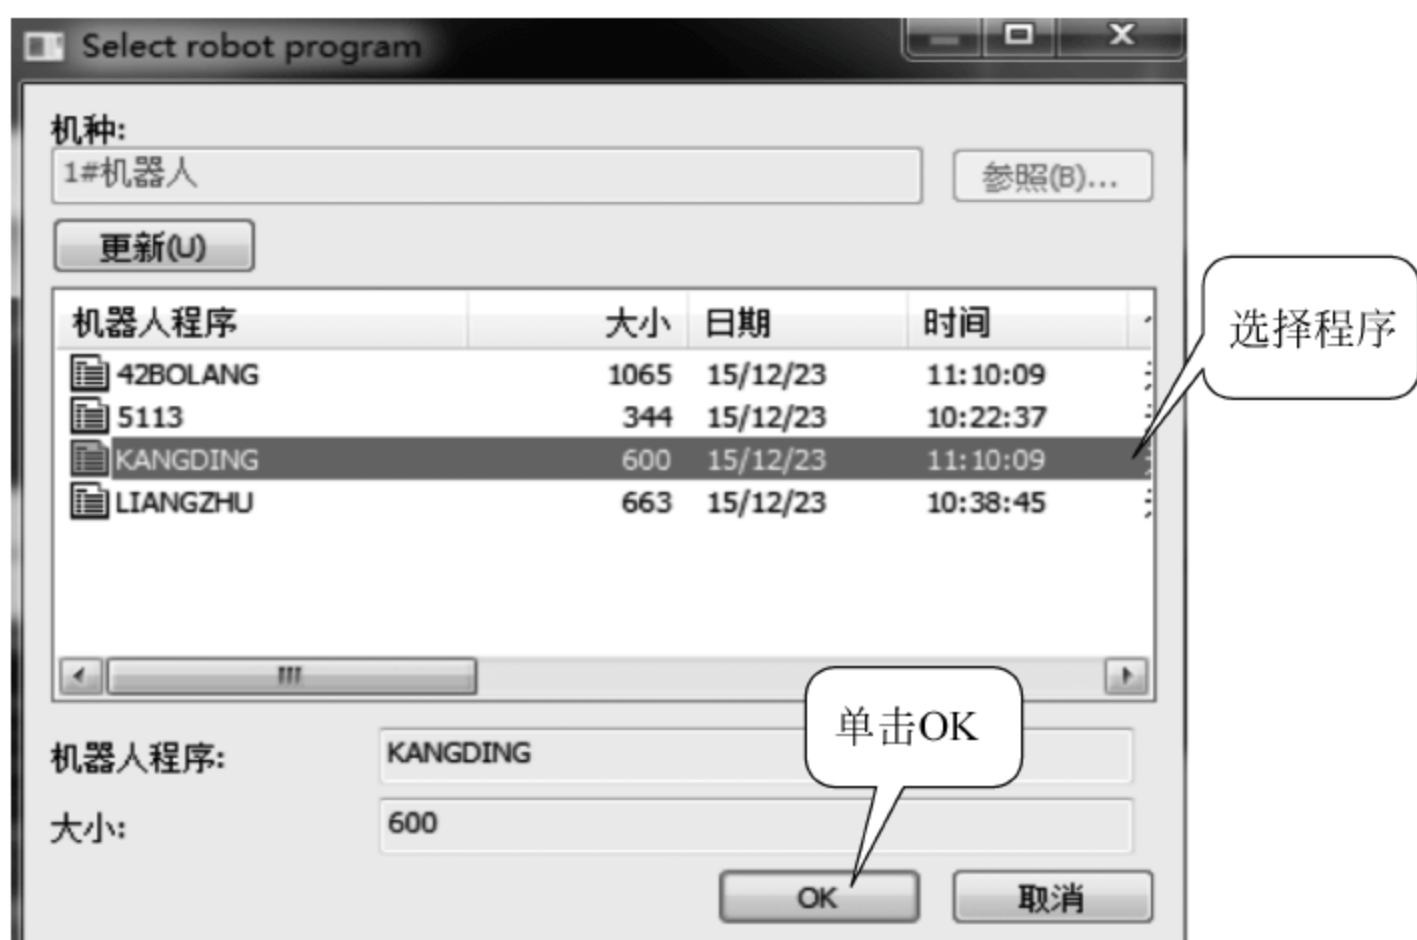 Select robot program
机种:
1#机器人
参照(B)...
更新(U)
机器人程序 大小 日期 时间
42BOLANG 1065 15/12/23 11:10:09
5113 344 15/12/23 10:22:37
KANGDING 600 15/12/23 11:10:09
LIANGZHU 663 15/12/23 10:38:45
选择程序
机器人程序: KANGDING
单击OK
大小: 600
OK 取消